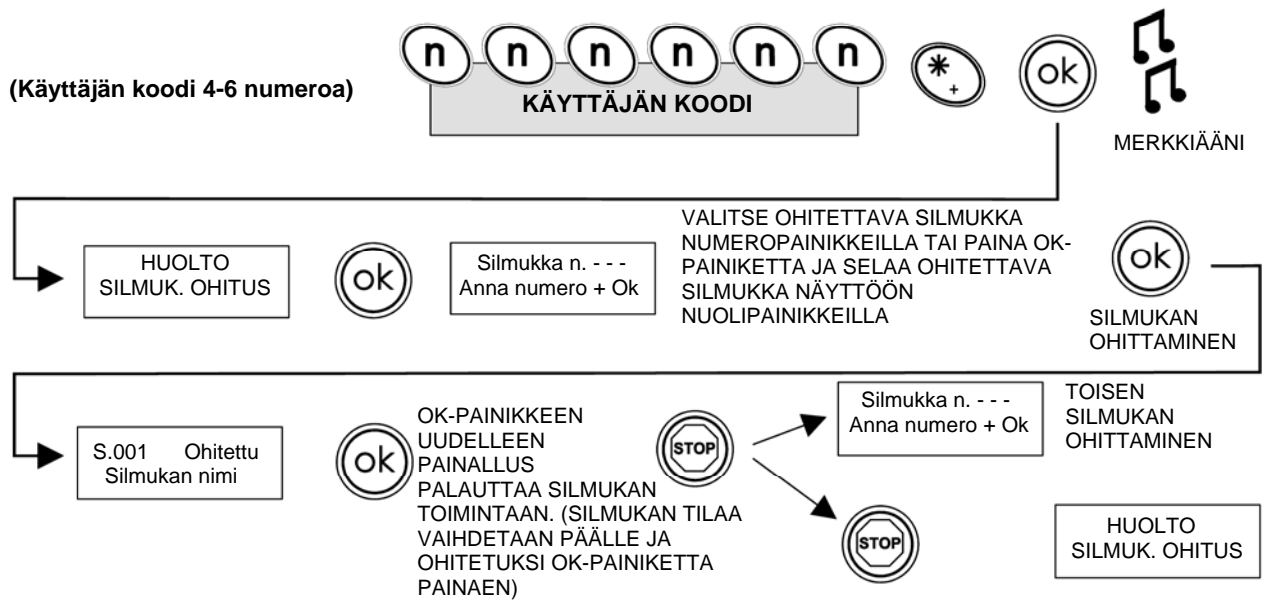 (Käyttäjän koodi 4-6 numeroa)
n n n n n n
KÄYTTÄJÄN KOODI
*
+
ok
MERKKIÄÄNI
HUOLTO
SILMUK. OHITUS
ok
Silmukka n. - - -
Anna numero + Ok
VALITSE OHITETTAVA SILMUKKA
NUMEROPAINIKKEILLA TAI PAINA OK-
PAINIKETTA JA SELAA OHITETTAVA
SILMUKKA NÄYTTÖÖN
NUOLIPAINIKKEILLA
ok
SILMUKAN
OHITTAMINEN
S.001 Ohitettu
Silmukan nimi
ok
OK-PAINIKKEEN
UUDELLEEN
PAINALLUS
PALAUTTAA SILMUKAN
TOIMINTAAN. (SILMUKAN TILAA
VAIHDETAAN PÄÄLLE JA
OHITETUKSI OK-PAINIKETTA
PAINAEN)
STOP
Silmukka n. - - -
Anna numero + Ok
TOISEN
SILMUKAN
OHITTAMINEN
STOP
HUOLTO
SILMUK. OHITUS